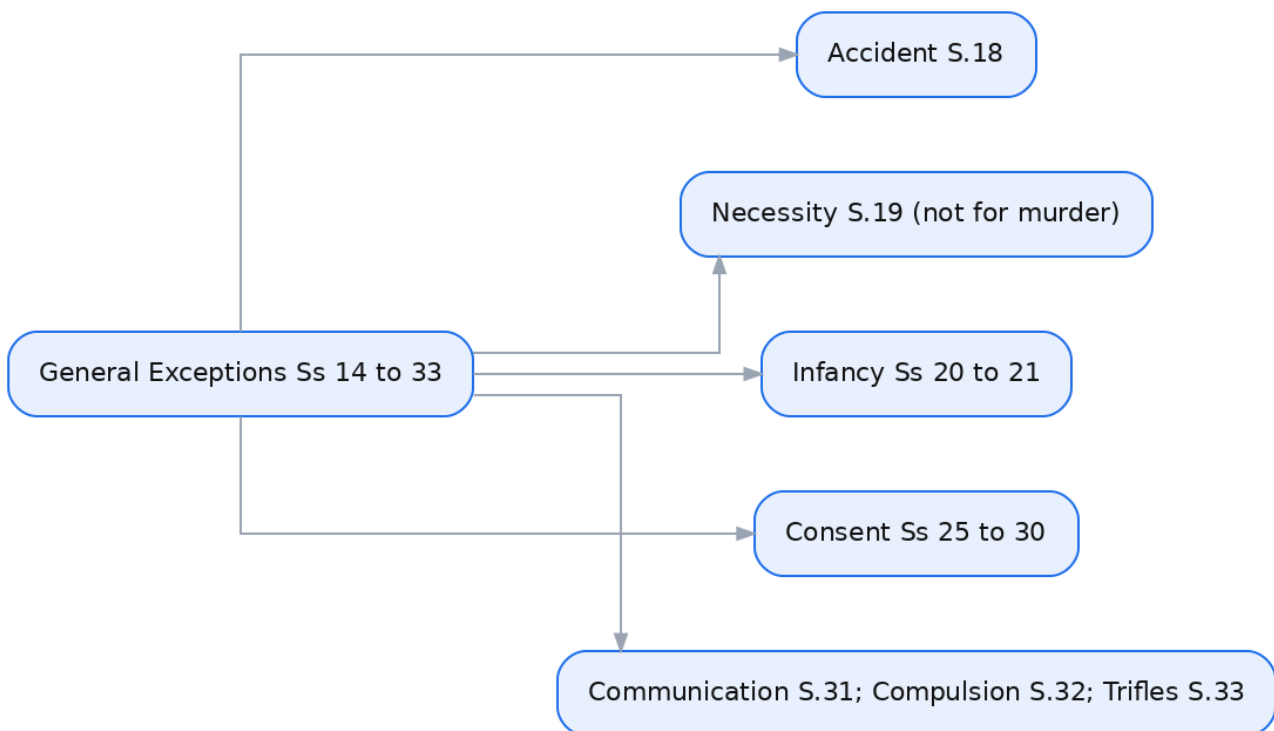 Accident S.18
Necessity S.19 (not for murder)
General Exceptions Ss 14 to 33
Infancy Ss 20 to 21
Consent Ss 25 to 30
Communication S.31; Compulsion S.32; Trifles S.33